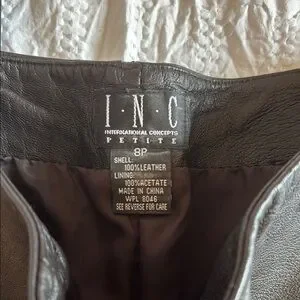 I·N·C
INTERNATIONAL CONCEPTS
PETITE
8P
SHELL:
100%LEATHER
LINING:
100%ACETATE
MADE IN CHINA
WPL 8046
SEE REVERSE FOR CARE